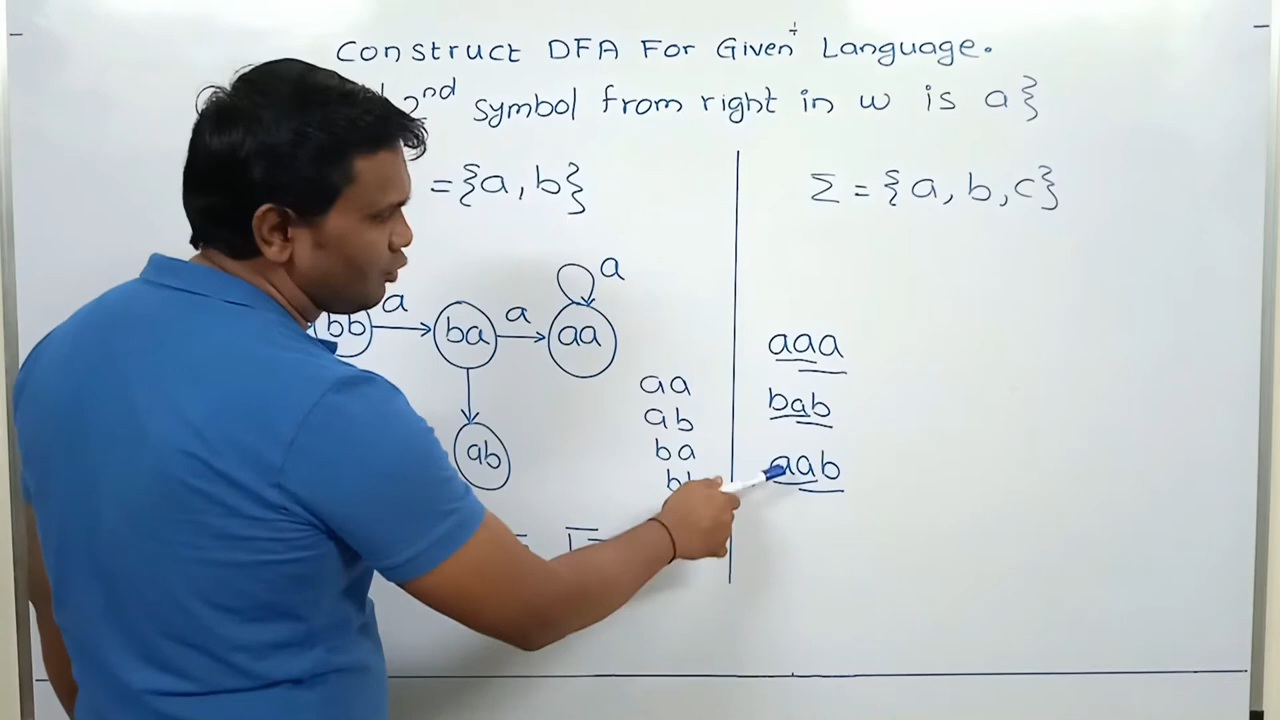 Construct DFA For Given Language.
2nd symbol from right in w is a}
= {a, b}
Σ = {a, b, c}
a
a
a
bb
ba
aa
ab
aa
ab
ba
aaa
bab
aab